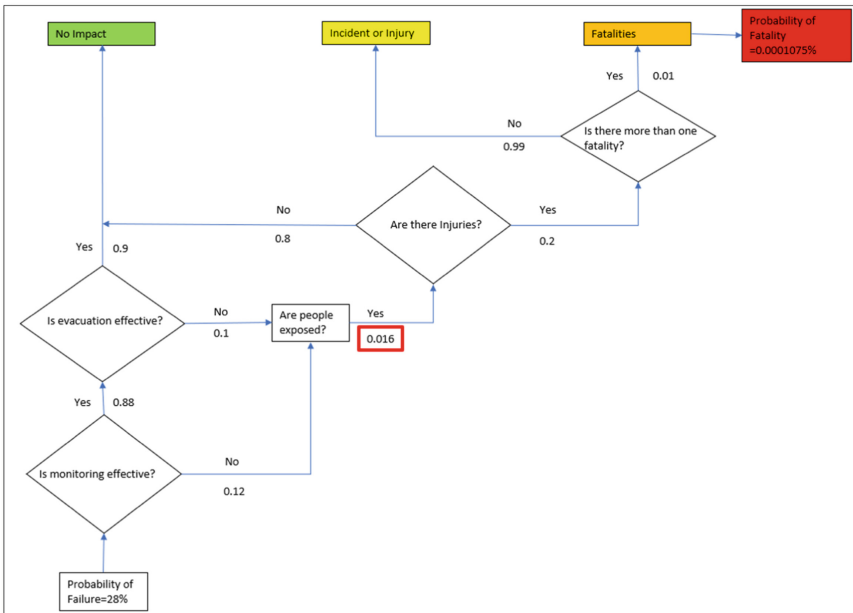 No Impact
Incident or Injury
Fatalities
Probability of
Fatality
=0.0001075%
Yes 0.01
Is there more than one
fatality?
No
0.99
Are there Injuries?
No
0.8
Yes
0.2
Yes 0.9
Is evacuation effective?
No
0.1
Are people
exposed?
Yes
0.016
Yes 0.88
Is monitoring effective?
No
0.12
Probability of
Failure=28%